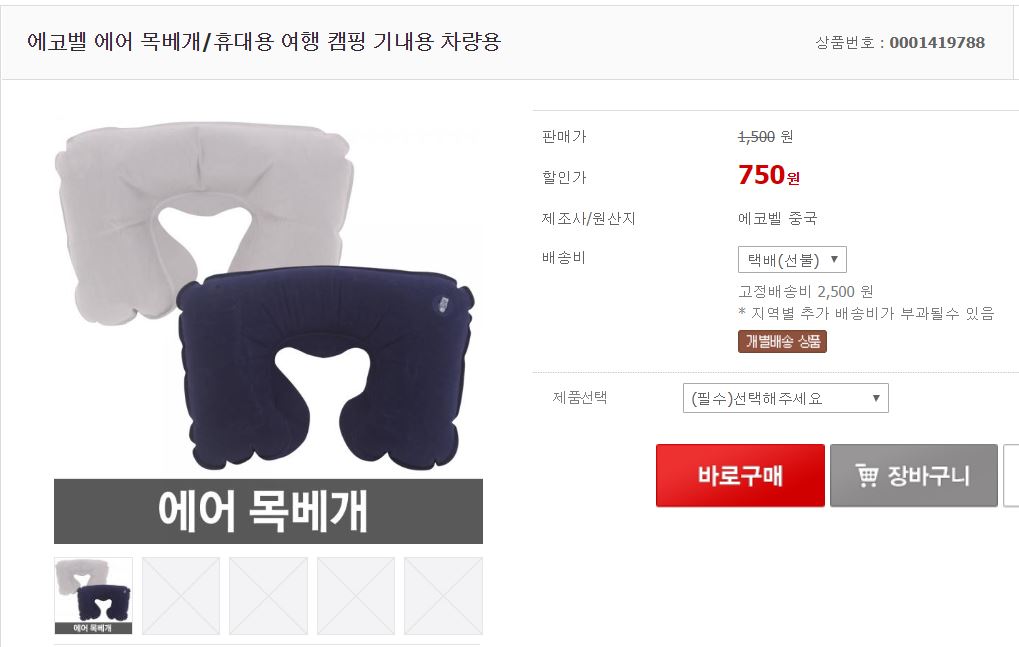 에코벨 에어 목베개/휴대용 여행 캠핑 기내용 차량용
상품번호 : 0001419788
판매가 1,500 원
할인가 750원
제조사/원산지 에코벨 중국
배송비 택배(선불) ▼
고정배송비 2,500 원
* 지역별 추가 배송비가 부과될수 있음
개별배송 상품
제품선택 (필수)선택해주세요 ▼
바로구매 장바구니
에어 목베개
에어 목베개